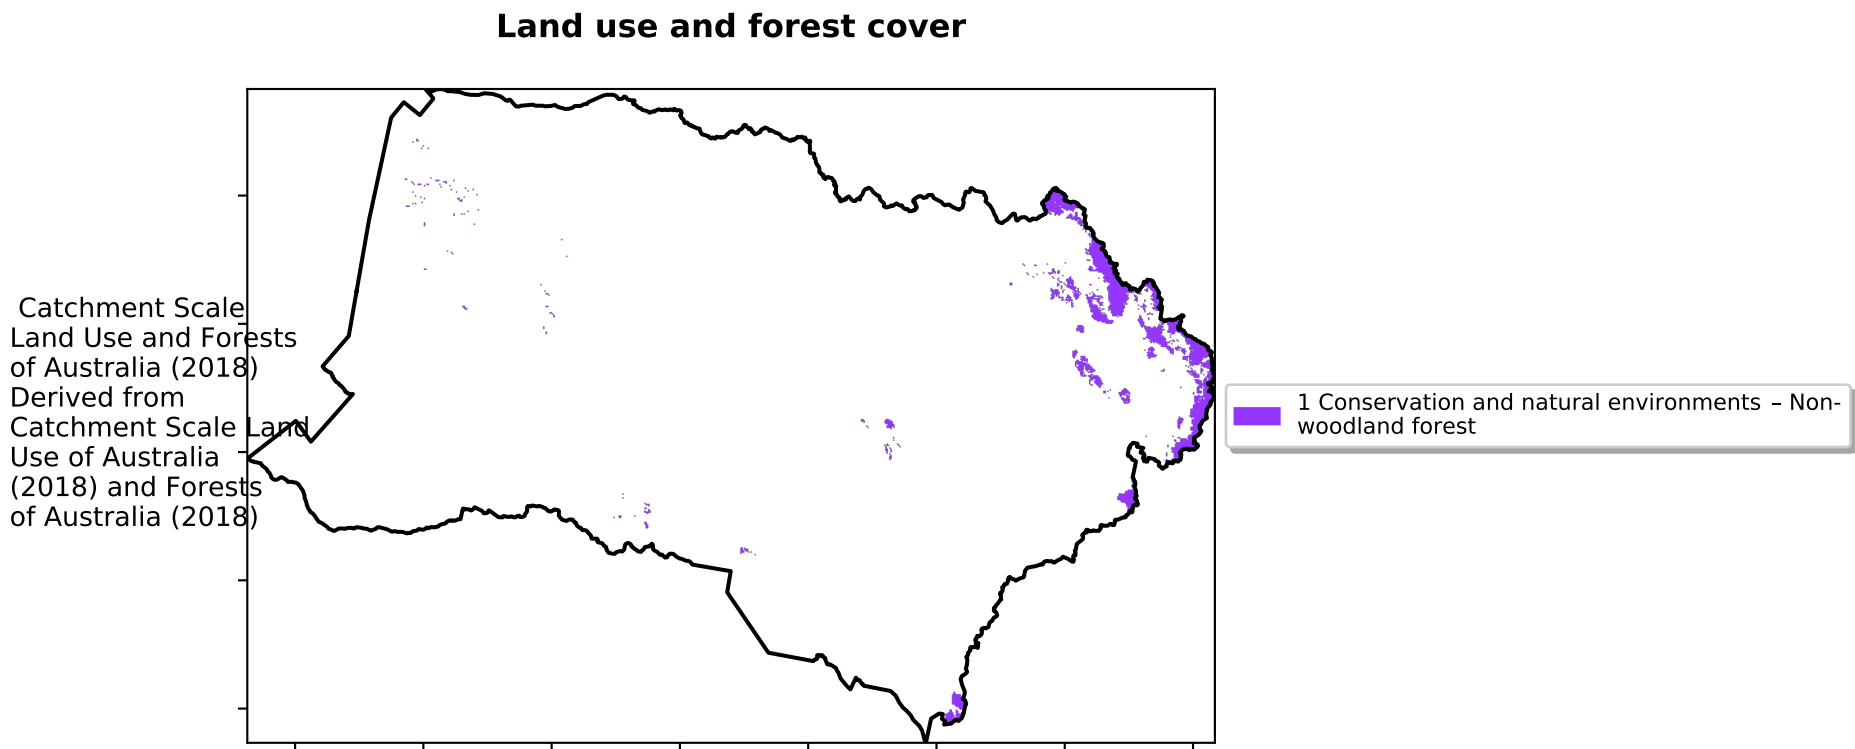 Land use and forest cover
Catchment Scale
Land Use and Forests
of Australia (2018)
Derived from
Catchment Scale Land
Use of Australia
(2018) and Forests
of Australia (2018)
1 Conservation and natural environments – Non-
woodland forest